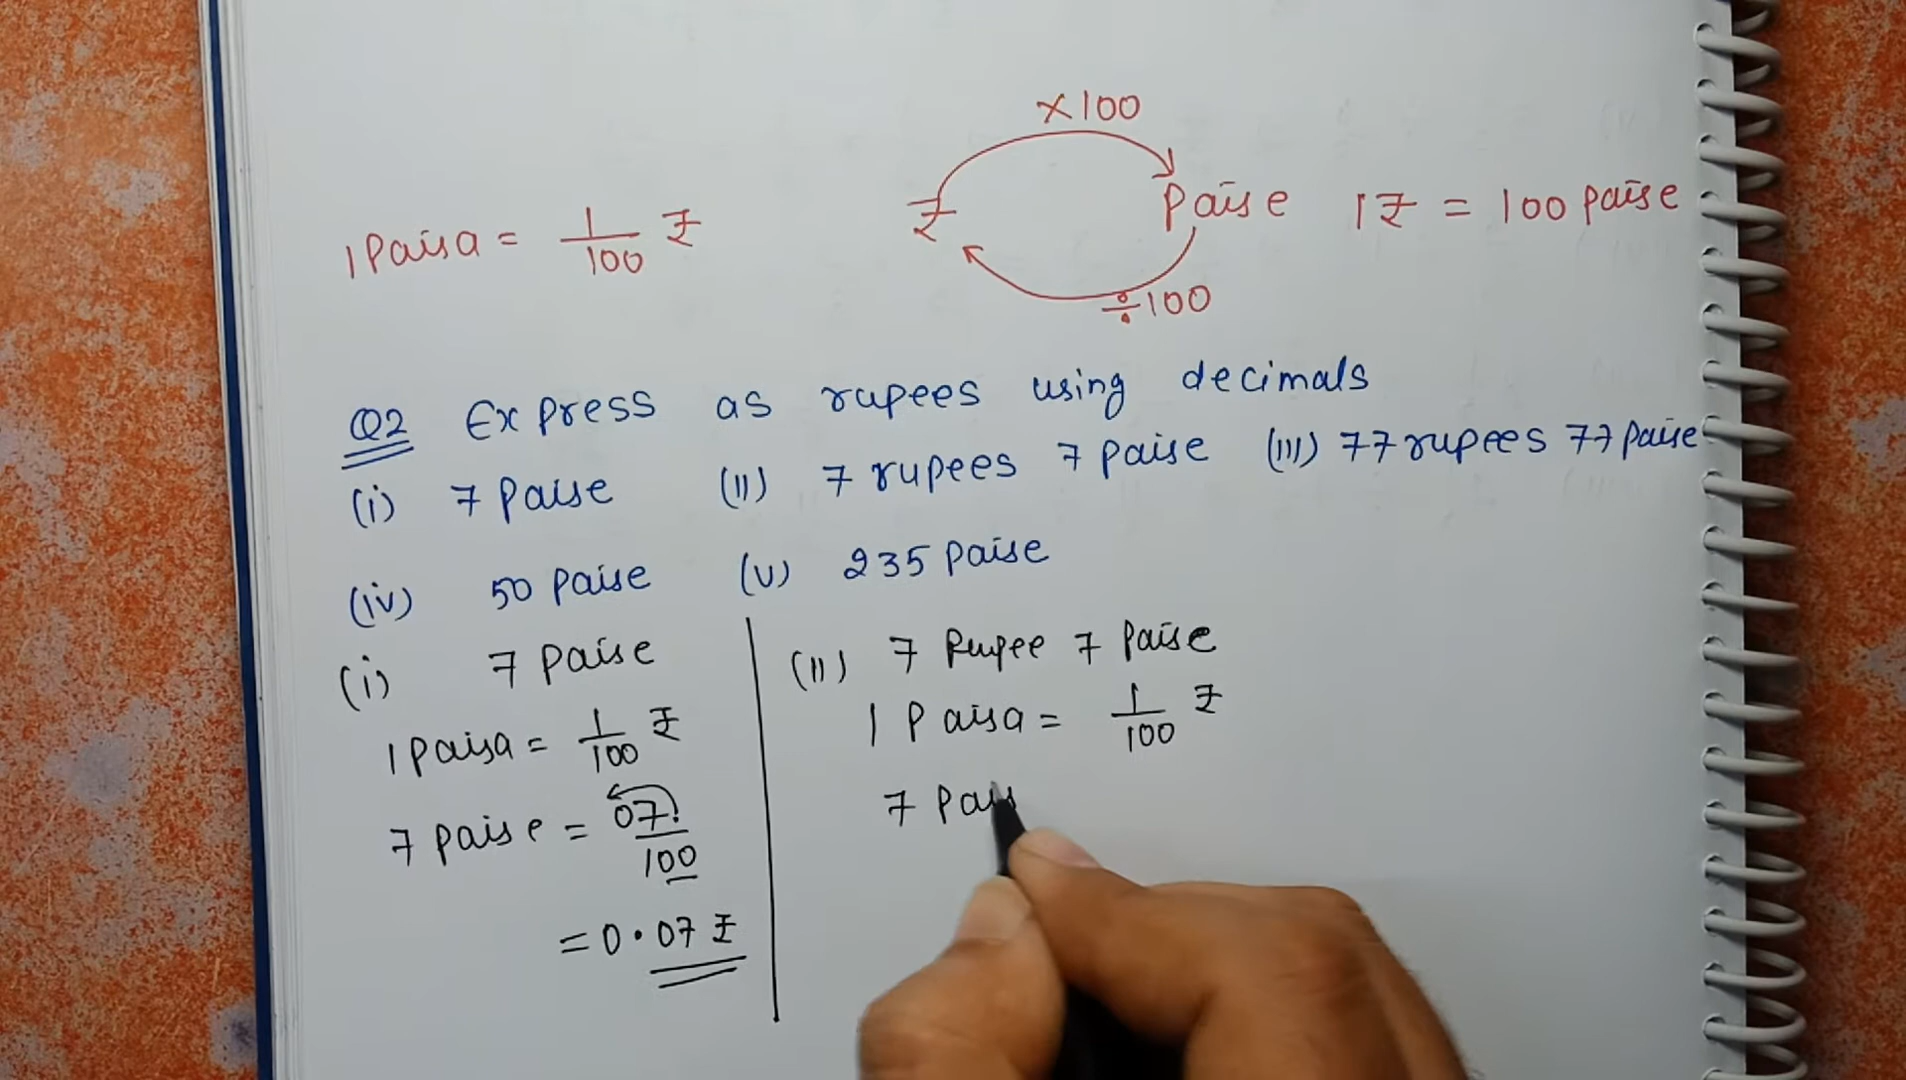 ×100
1 Paisa = 1/100 ₹
₹ Paise 1₹ = 100 paise
÷100
Q2 Express as rupees using decimals
(i) 7 Paise (II) 7 rupees 7 paise (III) 77 rupees 77 paise
(iv) 50 Paise (v) 235 paise
(i) 7 Paise
1 paisa = 1/100 ₹
7 paise = 07./100
= 0.07 ₹
(II) 7 Rupee 7 Paise
1 Paisa = 1/100 ₹
7 Pais